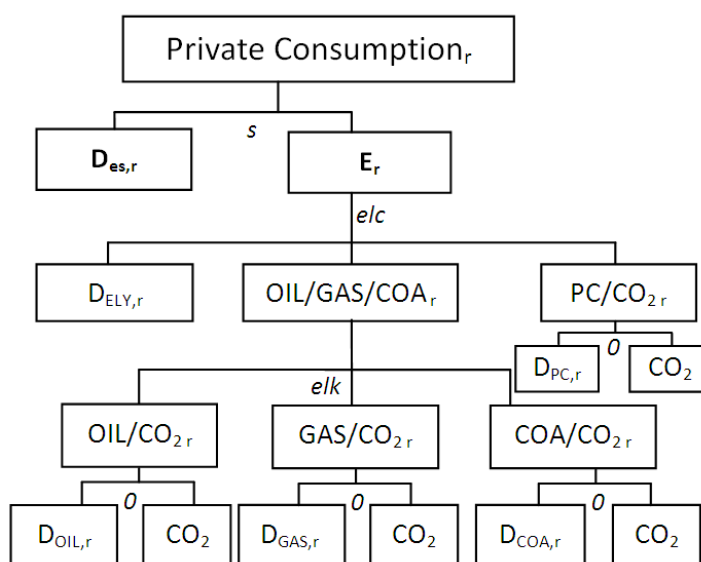 Private Consumption r
s
D es,r
E r
elc
D ELY,r
OIL/GAS/COA r
PC/CO2 r
0
D PC,r
CO2
elk
OIL/CO2 r
GAS/CO2 r
COA/CO2 r
0
0
0
D OIL,r
CO2
D GAS,r
CO2
D COA,r
CO2